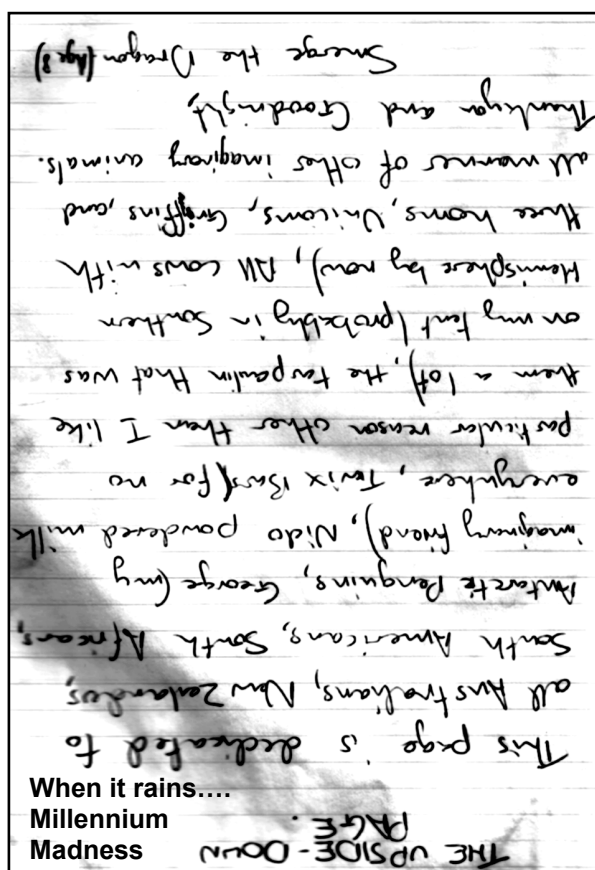 THE UPSIDE-DOWN
PAGE.
This page is dedicated to
all Australians, New Zealanders,
South Americans, South Africans,
Antarctic Penguins, George (my
imaginary friend), Nido powdered milk
everywhere, Twix Bars (for no
particular reason other than I like
them a lot), the tarpaulin that was
on my tent (probably in Southern
Hemisphere by now), All cows with
three horns, Unicorns, Griffins, and
all manner of other imaginary animals.
Thankyou and Goodnight,
Smerge the Dragon (Age 8)
When it rains....
Millennium
Madness